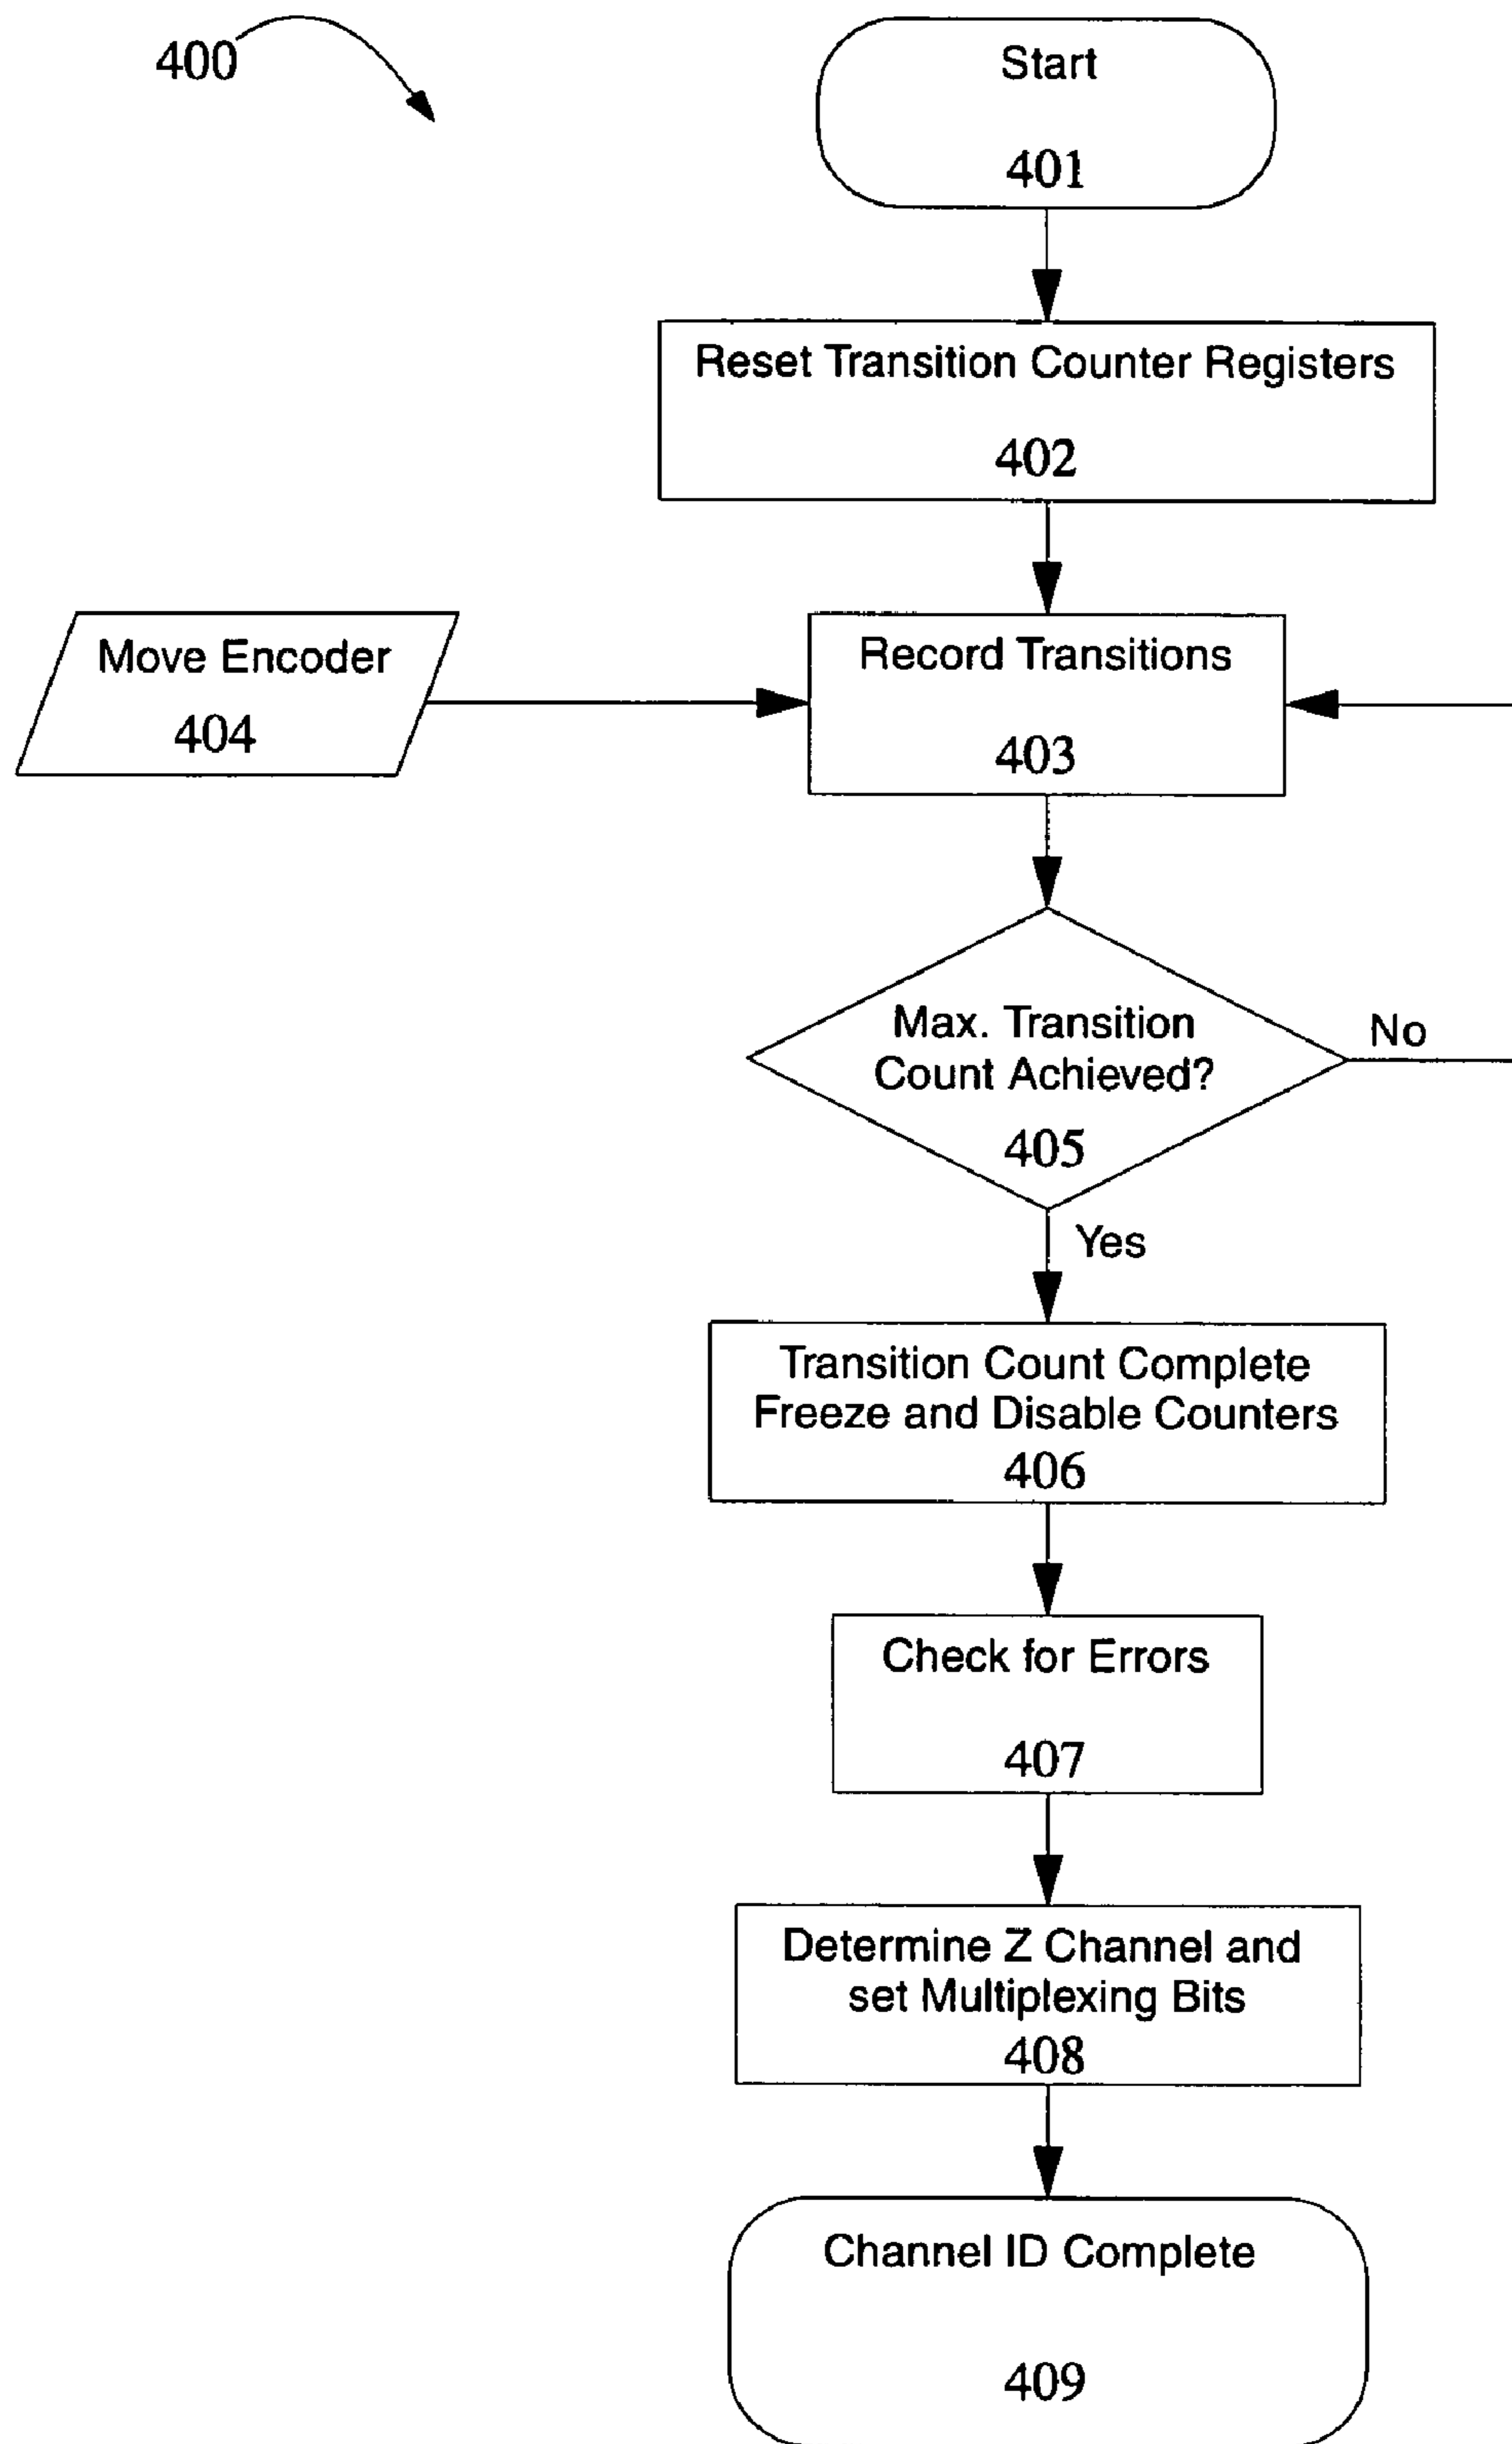 400
Start
401
Reset Transition Counter Registers
402
Move Encoder
404
Record Transitions
403
Max. Transition
Count Achieved?
405
No
Yes
Transition Count Complete
Freeze and Disable Counters
406
Check for Errors
407
Determine Z Channel and
set Multiplexing Bits
408
Channel ID Complete
409